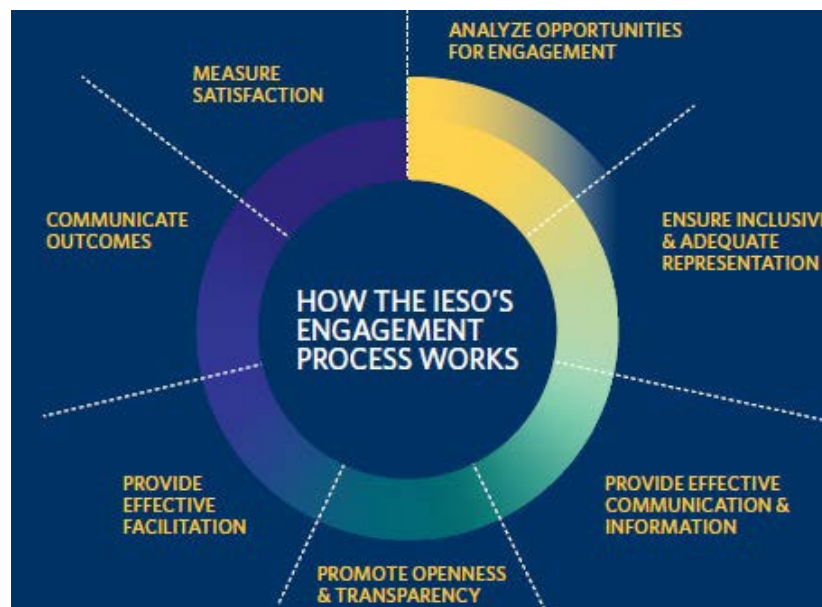 ANALYZE OPPORTUNITIES
FOR ENGAGEMENT
MEASURE
SATISFACTION
COMMUNICATE
OUTCOMES
ENSURE INCLUSIV
& ADEQUATE
REPRESENTATION
HOW THE IESO'S
ENGAGEMENT
PROCESS WORKS
PROVIDE
EFFECTIVE
FACILITATION
PROVIDE EFFECTIVE
COMMUNICATION &
INFORMATION
PROMOTE OPENNESS
& TRANSPARENCY